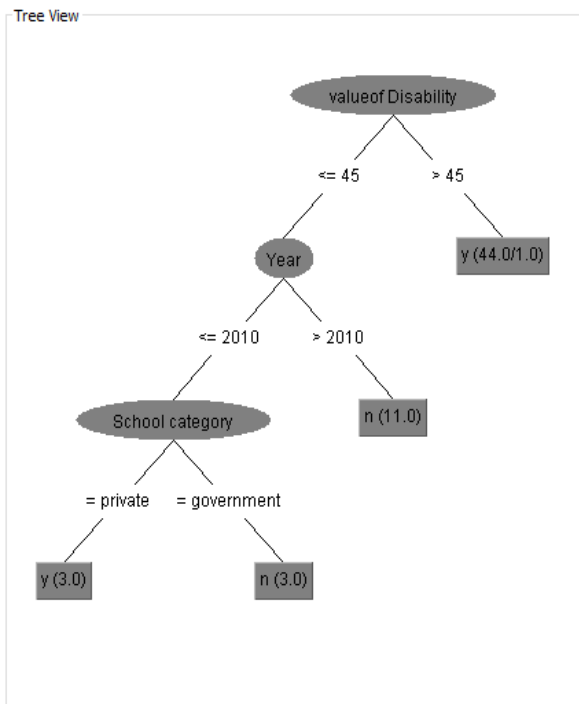 Tree View
valueof Disability
<= 45
> 45
Year
y (44.0/1.0)
<= 2010
> 2010
School category
n (11.0)
= private
= government
y (3.0)
n (3.0)